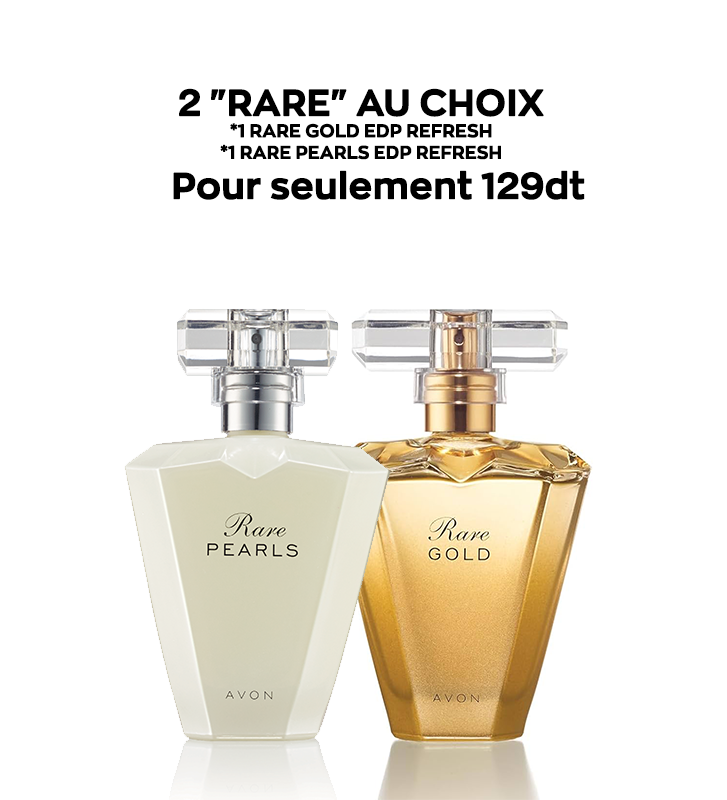 2 "RARE" AU CHOIX
*1 RARE GOLD EDP REFRESH
*1 RARE PEARLS EDP REFRESH
Pour seulement 129dt
Rare
PEARLS
AVON
Rare
GOLD
AVON